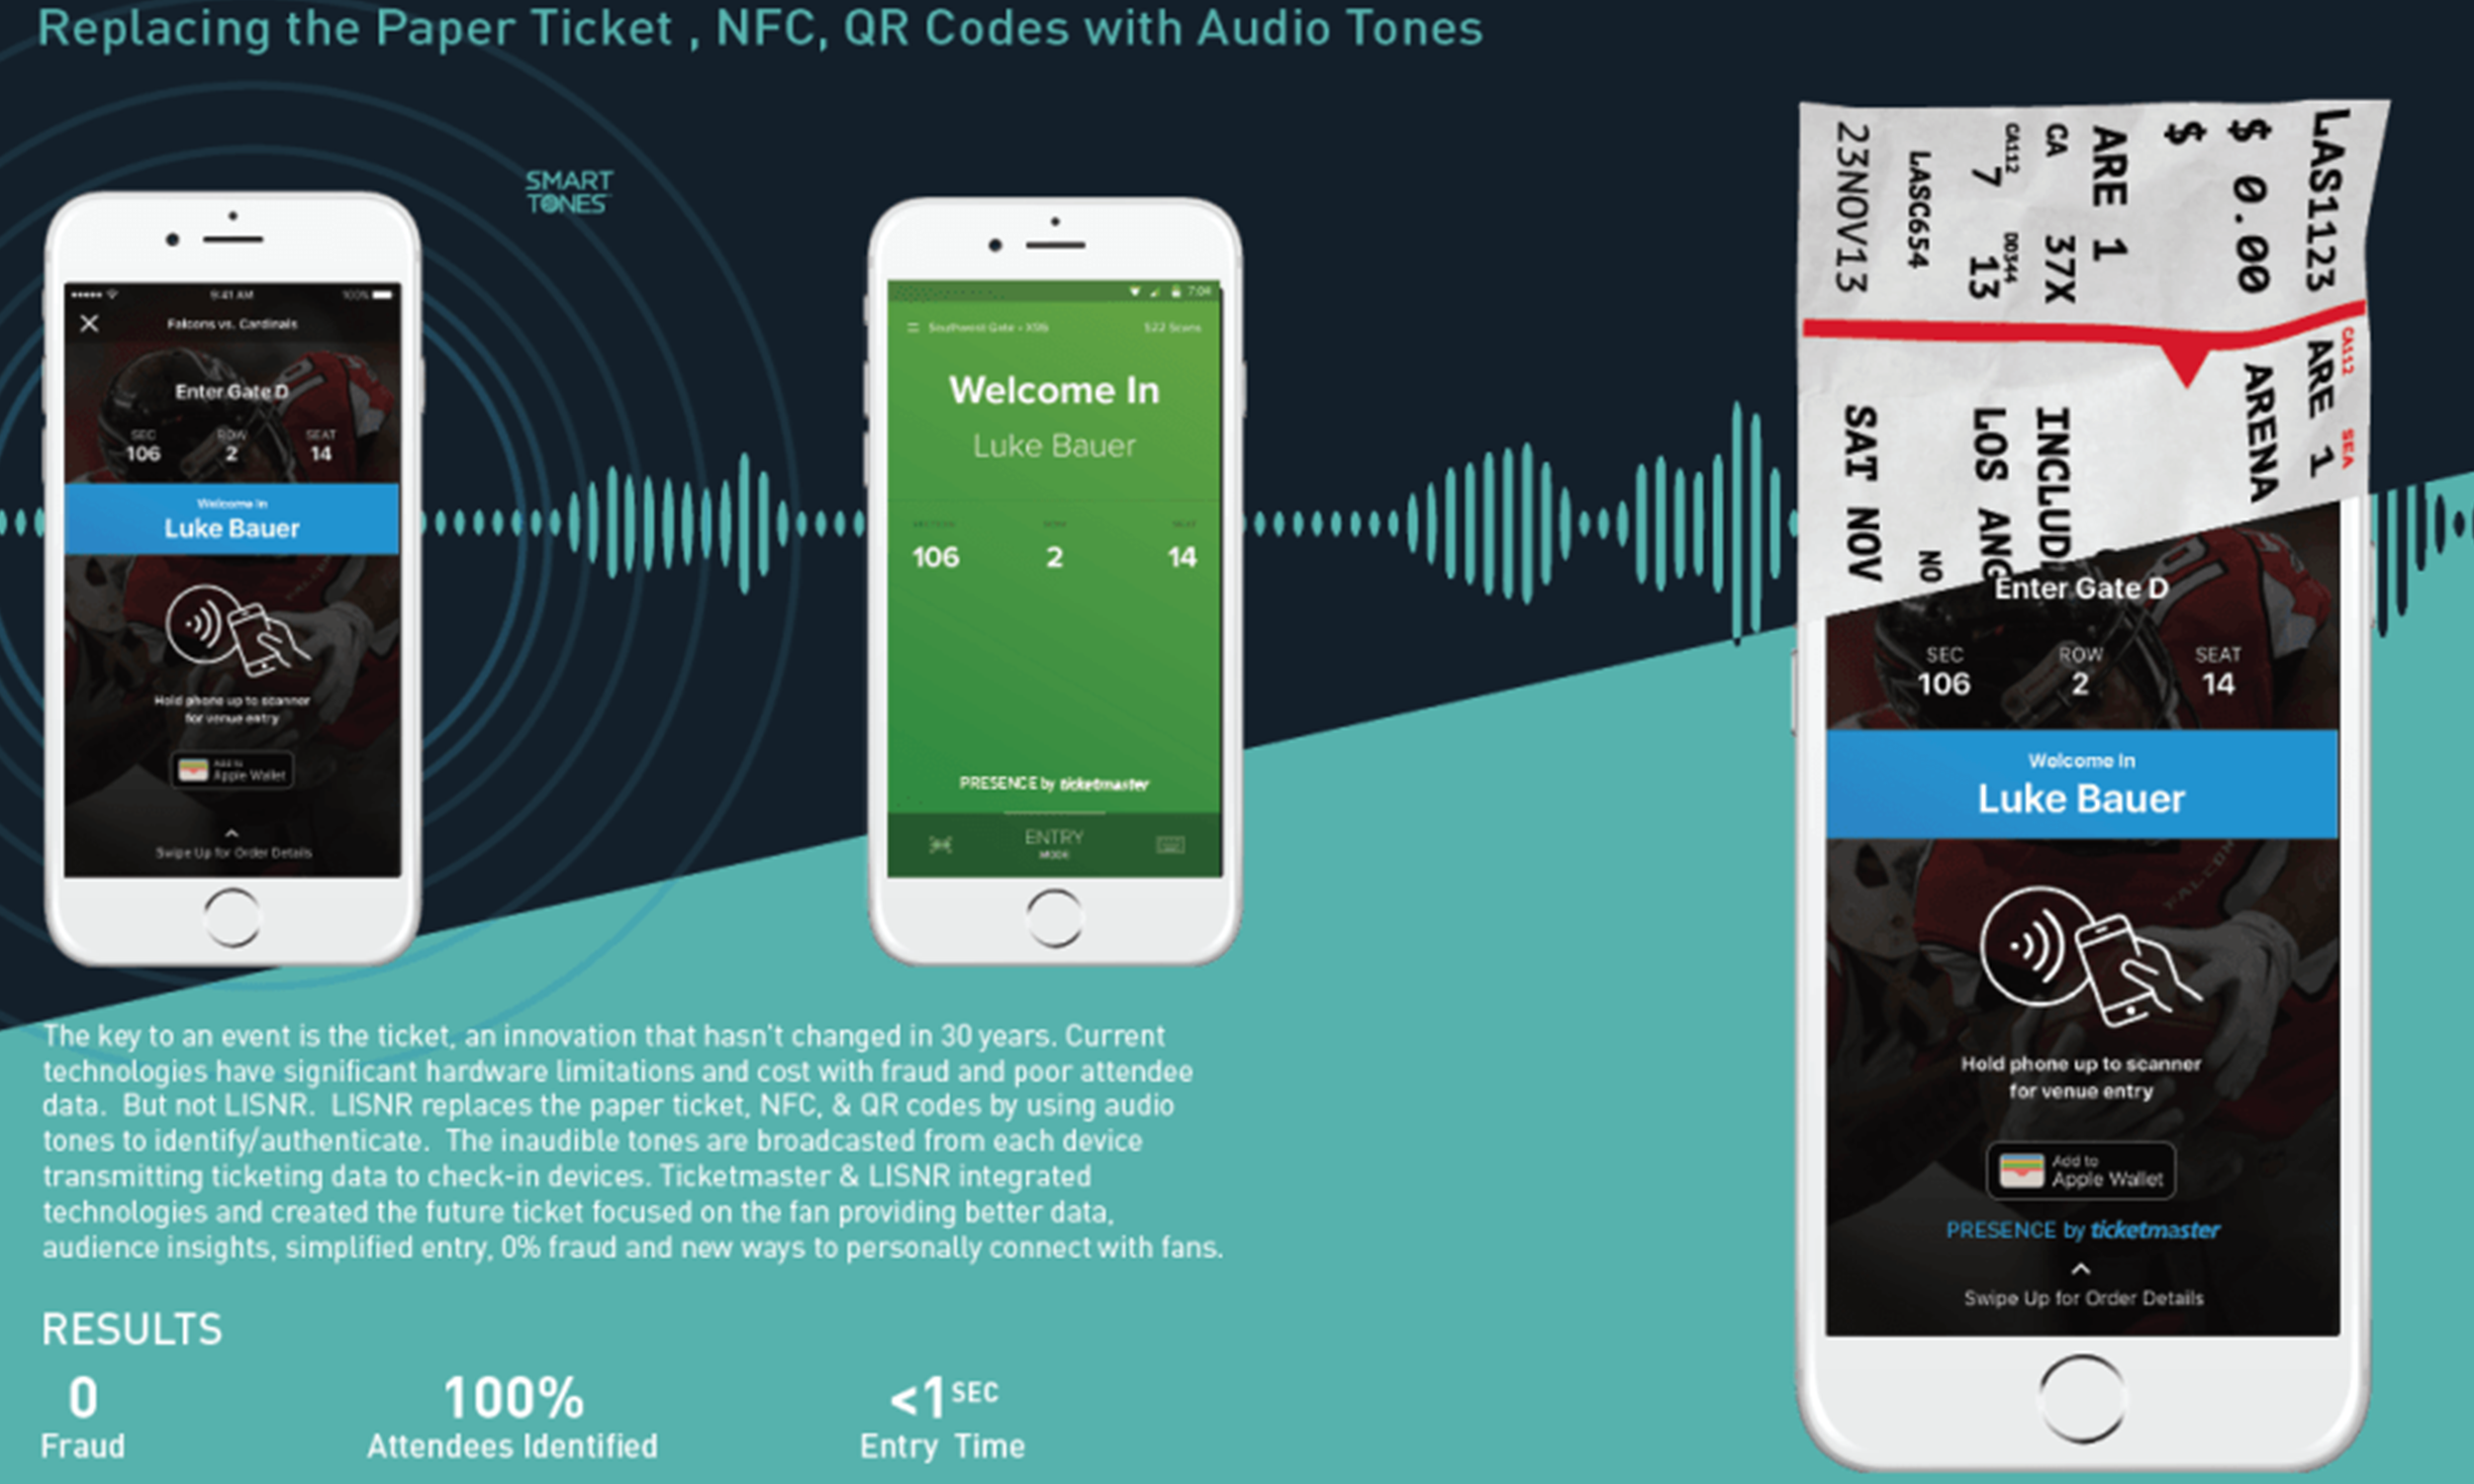 Replacing the Paper Ticket , NFC, QR Codes with Audio Tones
SMART
TONES
9:41 AM
100%
Falcons vs. Cardinals
Enter Gate D
SEC ROW SEAT
106 2 14
Welcome In
Luke Bauer
Hold phone up to scanner
for venue entry
Add to
Apple Wallet
Swipe Up for Order Details
7:04
Southwest Gate
522 Scans
Welcome In
Luke Bauer
106 2 14
PRESENCE by ticketmaster
ENTRY
MODE
LAS1123
$ 0.00
$
ARE 1
CA 37X
CA112 DD344
7 13
LASC654
23NOV13
CA112 SEA
ARE 1
ARENA
INCLUD
LOS ANG
NO
SAT NOV
Enter Gate D
SEC ROW SEAT
106 2 14
Welcome In
Luke Bauer
FALCON
Hold phone up to scanner
for venue entry
Add to
Apple Wallet
PRESENCE by ticketmaster
Swipe Up for Order Details
The key to an event is the ticket, an innovation that hasn't changed in 30 years. Current
technologies have significant hardware limitations and cost with fraud and poor attendee
data.  But not LISNR.  LISNR replaces the paper ticket, NFC, & QR codes by using audio
tones to identify/authenticate.  The inaudible tones are broadcasted from each device
transmitting ticketing data to check-in devices. Ticketmaster & LISNR integrated
technologies and created the future ticket focused on the fan providing better data,
audience insights, simplified entry, 0% fraud and new ways to personally connect with fans.
RESULTS
0 100% <1 SEC
Fraud Attendees Identified Entry Time